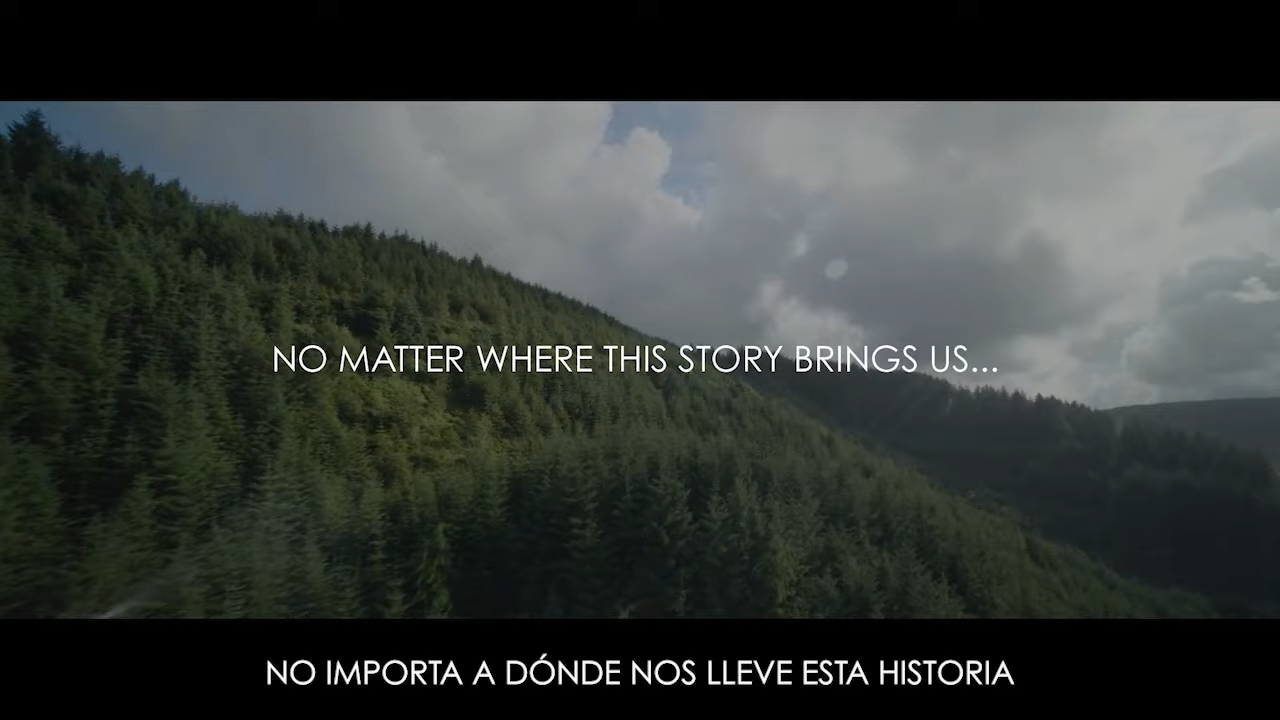 NO MATTER WHERE THIS STORY BRINGS US...
NO IMPORTA A DÓNDE NOS LLEVE ESTA HISTORIA